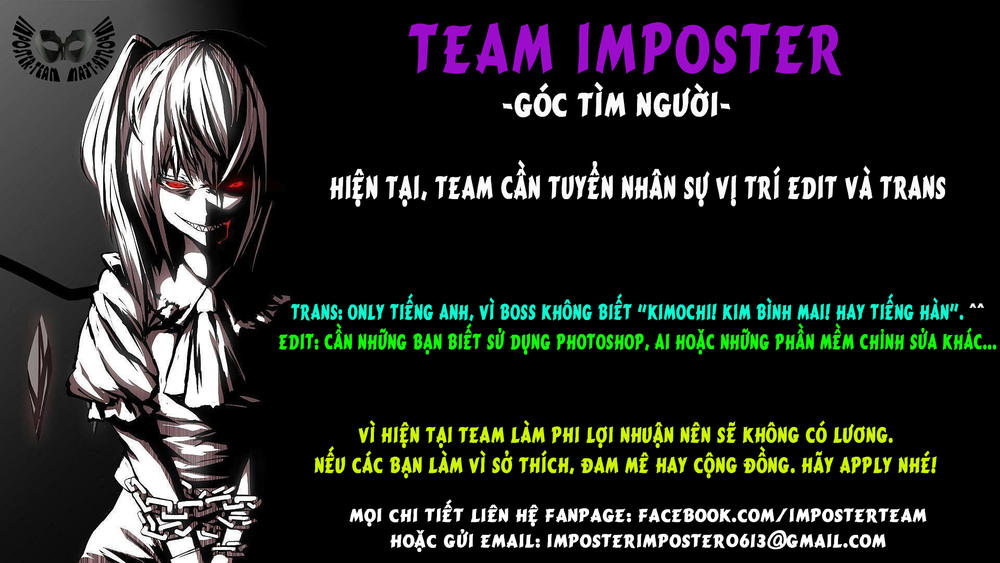 IMPOSTER-TEAM
TEAM IMPOSTER
-GÓC TÌM NGƯỜI-
HIỆN TẠI, TEAM CẦN TUYỂN NHÂN SỰ VỊ TRÍ EDIT VÀ TRANS
TRANS: ONLY TIẾNG ANH, VÌ BOSS KHÔNG BIẾT "KIMOCHI! KIM BÌNH MAI! HAY TIẾNG HÀN". ^^
EDIT: CẦN NHỮNG BẠN BIẾT SỬ DỤNG PHOTOSHOP, AI HOẶC NHỮNG PHẦN MỀM CHỈNH SỬA KHÁC...
VÌ HIỆN TẠI TEAM LÀM PHI LỢI NHUẬN NÊN SẼ KHÔNG CÓ LƯƠNG.
NẾU CÁC BẠN LÀM VÌ SỞ THÍCH, ĐAM MÊ HAY CỘNG ĐỒNG. HÃY APPLY NHÉ!
MỌI CHI TIẾT LIÊN HỆ FANPAGE: FACEBOOK.COM/IMPOSTERTEAM
HOẶC GỬI EMAIL: IMPOSTERIMPOSTER0613@GMAIL.COM